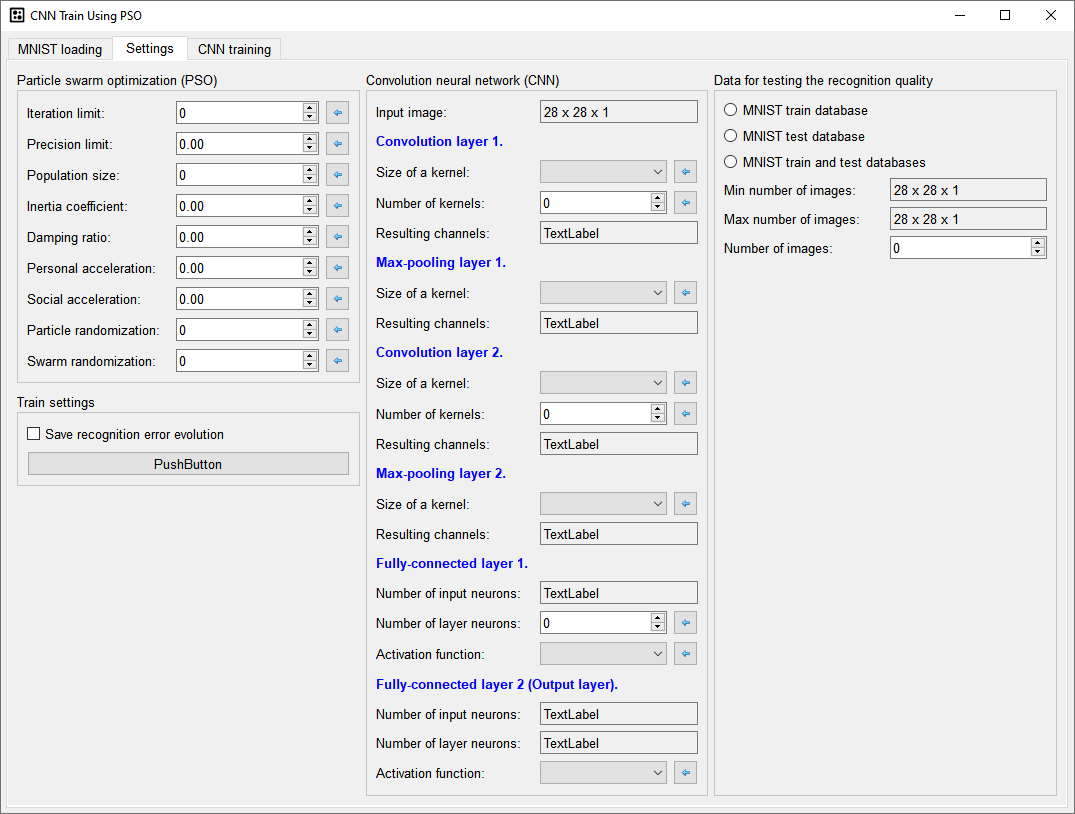 CNN Train Using PSO
MNIST loading
Settings
CNN training
Particle swarm optimization (PSO)
Iteration limit: 0
Precision limit: 0.00
Population size: 0
Inertia coefficient: 0.00
Damping ratio: 0.00
Personal acceleration: 0.00
Social acceleration: 0.00
Particle randomization: 0
Swarm randomization: 0
Train settings
Save recognition error evolution
PushButton
Convolution neural network (CNN)
Input image: 28 x 28 x 1
Convolution layer 1.
Size of a kernel:
Number of kernels: 0
Resulting channels: TextLabel
Max-pooling layer 1.
Size of a kernel:
Resulting channels: TextLabel
Convolution layer 2.
Size of a kernel:
Number of kernels: 0
Resulting channels: TextLabel
Max-pooling layer 2.
Size of a kernel:
Resulting channels: TextLabel
Fully-connected layer 1.
Number of input neurons: TextLabel
Number of layer neurons: 0
Activation function:
Fully-connected layer 2 (Output layer).
Number of input neurons: TextLabel
Number of layer neurons: TextLabel
Activation function:
Data for testing the recognition quality
MNIST train database
MNIST test database
MNIST train and test databases
Min number of images: 28 x 28 x 1
Max number of images: 28 x 28 x 1
Number of images: 0